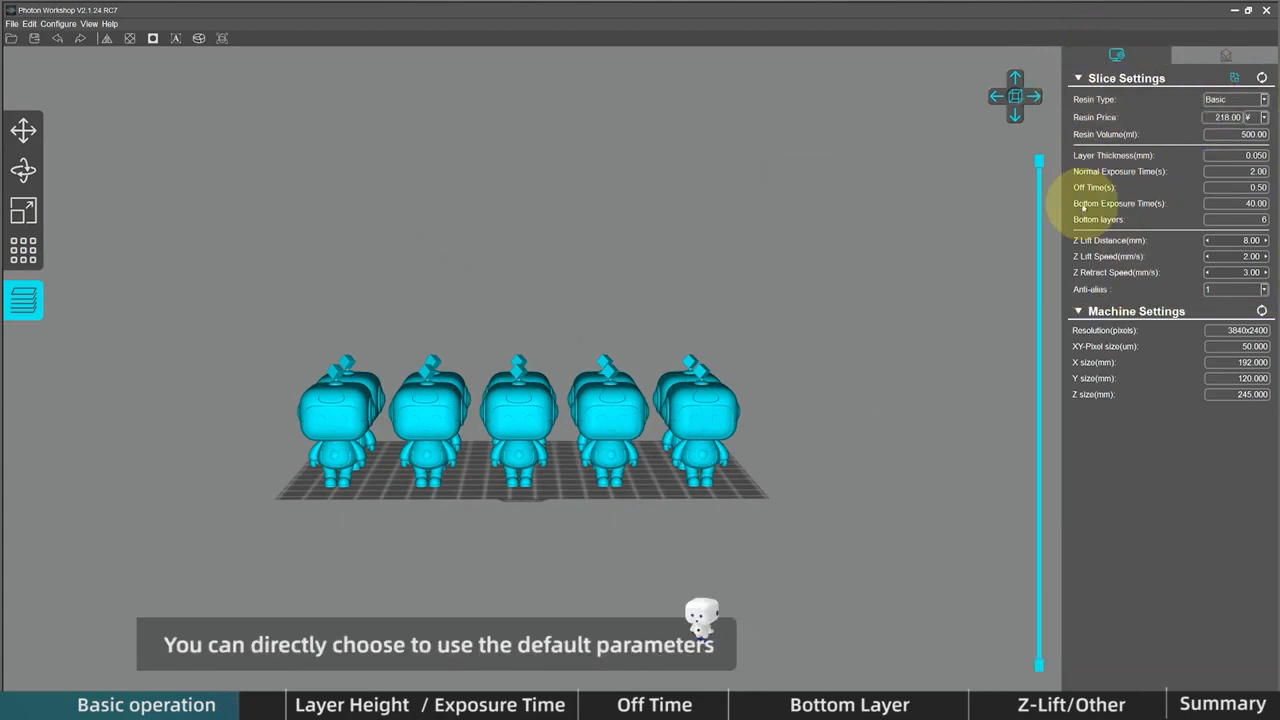 Photon Workshop V2.1.24 RC7
File Edit Configure View Help
Slice Settings
Resin Type: Basic
Resin Price: 218.00 ¥
Resin Volume(ml): 500.00
Layer Thickness(mm): 0.050
Normal Exposure Time(s): 2.00
Off Time(s): 0.50
Bottom Exposure Time(s): 40.00
Bottom layers: 6
Z Lift Distance(mm): 8.00
Z Lift Speed(mm/s): 2.00
Z Retract Speed(mm/s): 3.00
Anti-alias : 1
Machine Settings
Resolution(pixels): 3840x2400
XY-Pixel size(um): 50.000
X size(mm): 192.000
Y size(mm): 120.000
Z size(mm): 245.000
You can directly choose to use the default parameters
Basic operation Layer Height / Exposure Time Off Time Bottom Layer Z-Lift/Other Summary